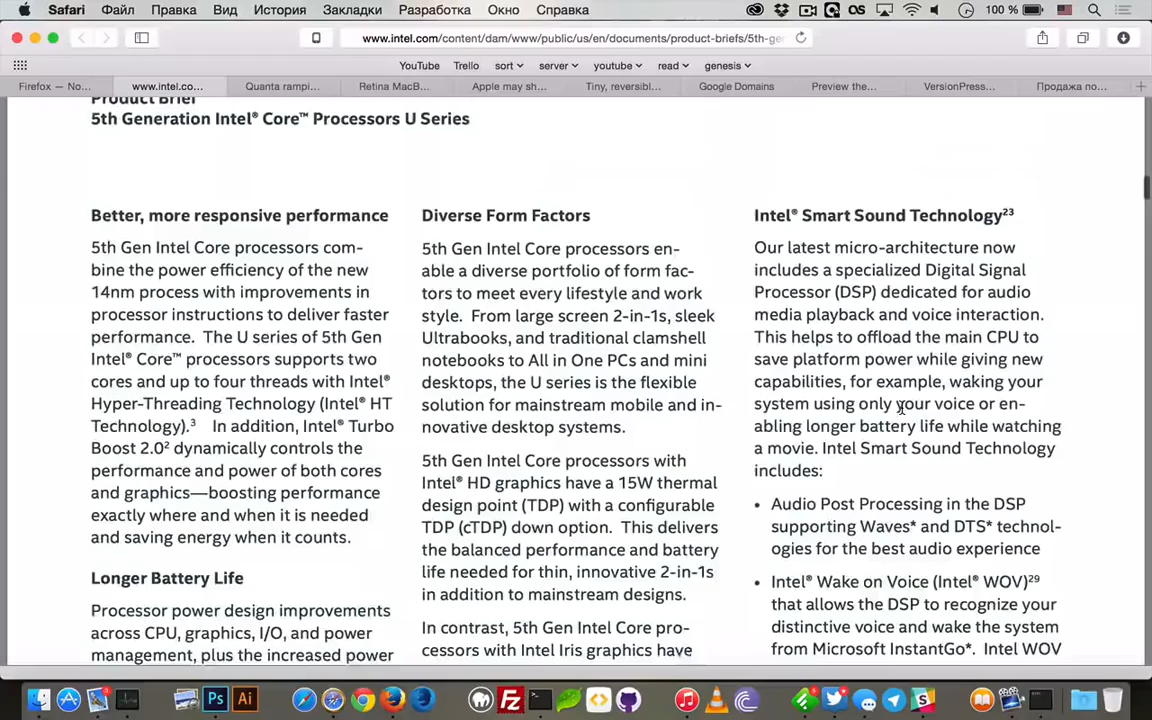 Safari Файл Правка Вид История Закладки Разработка Окно Справка 100 %
www.intel.com/content/dam/www/public/us/en/documents/product-briefs/5th-ge
YouTube Trello sort server youtube read genesis
Firefox — No... www.intel.co... Quanta rampi... Retina MacB... Apple may sh... Tiny, reversibl... Google Domains Preview the... VersionPress... Продажа по...
Product Brief
5th Generation Intel® Core™ Processors U Series
Better, more responsive performance
5th Gen Intel Core processors com-
bine the power efficiency of the new
14nm process with improvements in
processor instructions to deliver faster
performance. The U series of 5th Gen
Intel® Core™ processors supports two
cores and up to four threads with Intel®
Hyper-Threading Technology (Intel® HT
Technology).³ In addition, Intel® Turbo
Boost 2.0² dynamically controls the
performance and power of both cores
and graphics—boosting performance
exactly where and when it is needed
and saving energy when it counts.
Longer Battery Life
Processor power design improvements
across CPU, graphics, I/O, and power
management, plus the increased power
Diverse Form Factors
5th Gen Intel Core processors en-
able a diverse portfolio of form fac-
tors to meet every lifestyle and work
style. From large screen 2-in-1s, sleek
Ultrabooks, and traditional clamshell
notebooks to All in One PCs and mini
desktops, the U series is the flexible
solution for mainstream mobile and in-
novative desktop systems.
5th Gen Intel Core processors with
Intel® HD graphics have a 15W thermal
design point (TDP) with a configurable
TDP (cTDP) down option. This delivers
the balanced performance and battery
life needed for thin, innovative 2-in-1s
in addition to mainstream designs.
In contrast, 5th Gen Intel Core pro-
cessors with Intel Iris graphics have
Intel® Smart Sound Technology²³
Our latest micro-architecture now
includes a specialized Digital Signal
Processor (DSP) dedicated for audio
media playback and voice interaction.
This helps to offload the main CPU to
save platform power while giving new
capabilities, for example, waking your
system using only your voice or en-
abling longer battery life while watching
a movie. Intel Smart Sound Technology
includes:
• Audio Post Processing in the DSP
supporting Waves* and DTS* technol-
ogies for the best audio experience
• Intel® Wake on Voice (Intel® WOV)²⁹
that allows the DSP to recognize your
distinctive voice and wake the system
from Microsoft InstantGo*. Intel WOV
Ps Ai Fz